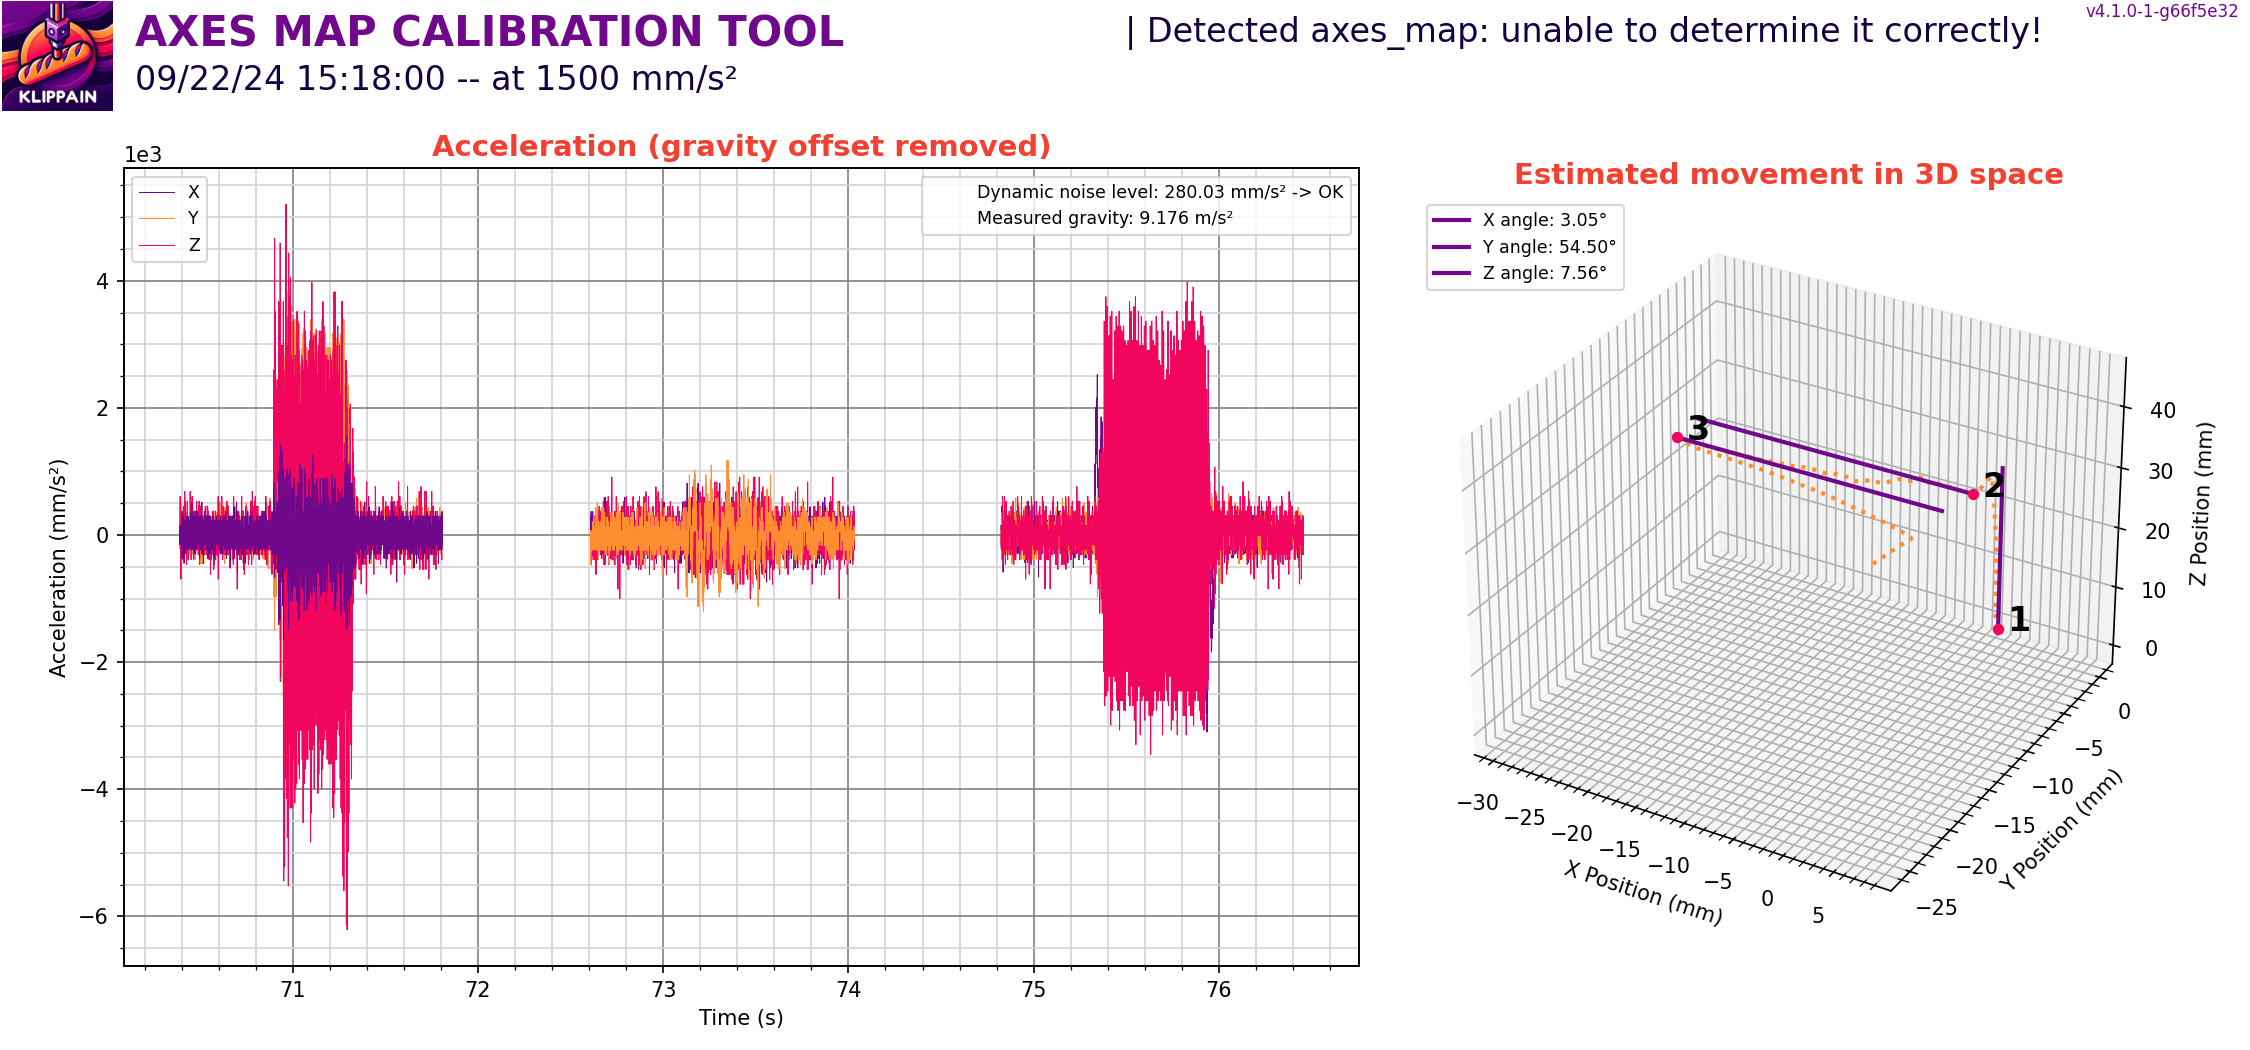 KLIPPAIN
AXES MAP CALIBRATION TOOL
09/22/24 15:18:00 -- at 1500 mm/s²
| Detected axes_map: unable to determine it correctly!
v4.1.0-1-g66f5e32
Acceleration (gravity offset removed)
1e3
X
Y
Z
Dynamic noise level: 280.03 mm/s² -> OK
Measured gravity: 9.176 m/s²
4
2
0
−2
−4
−6
Acceleration (mm/s²)
71
72
73
74
75
76
Time (s)
Estimated movement in 3D space
X angle: 3.05°
Y angle: 54.50°
Z angle: 7.56°
3
2
1
40
30
20
10
0
Z Position (mm)
0
−5
−10
−15
−20
−25
Y Position (mm)
−30
−25
−20
−15
−10
−5
0
5
X Position (mm)